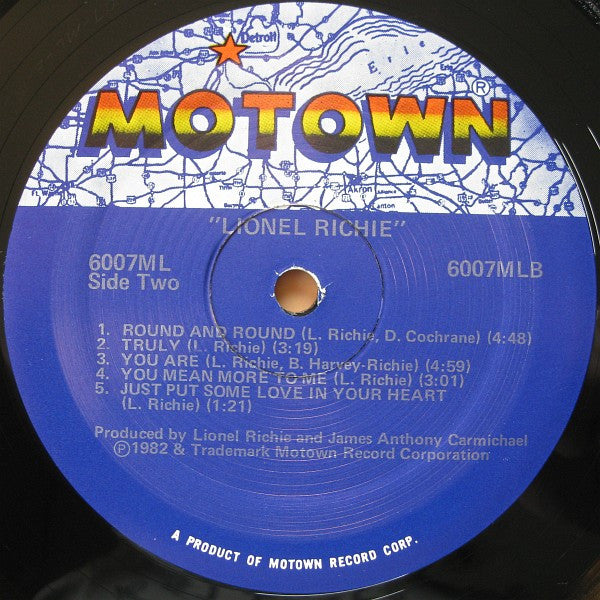 Detroit
Erie
MOTOWN®
Akron
"LIONEL RICHIE"
6007ML
6007MLB
Side Two
1. ROUND AND ROUND (L. Richie, D. Cochrane) (4:48)
2. TRULY (L. Richie) (3:19)
3. YOU ARE (L. Richie, B. Harvey-Richie) (4:59)
4. YOU MEAN MORE TO ME (L. Richie) (3:01)
5. JUST PUT SOME LOVE IN YOUR HEART
(L. Richie) (1:21)
Produced by Lionel Richie and James Anthony Carmichael
Ⓟ1982 & Trademark Motown Record Corporation
A PRODUCT OF MOTOWN RECORD CORP.